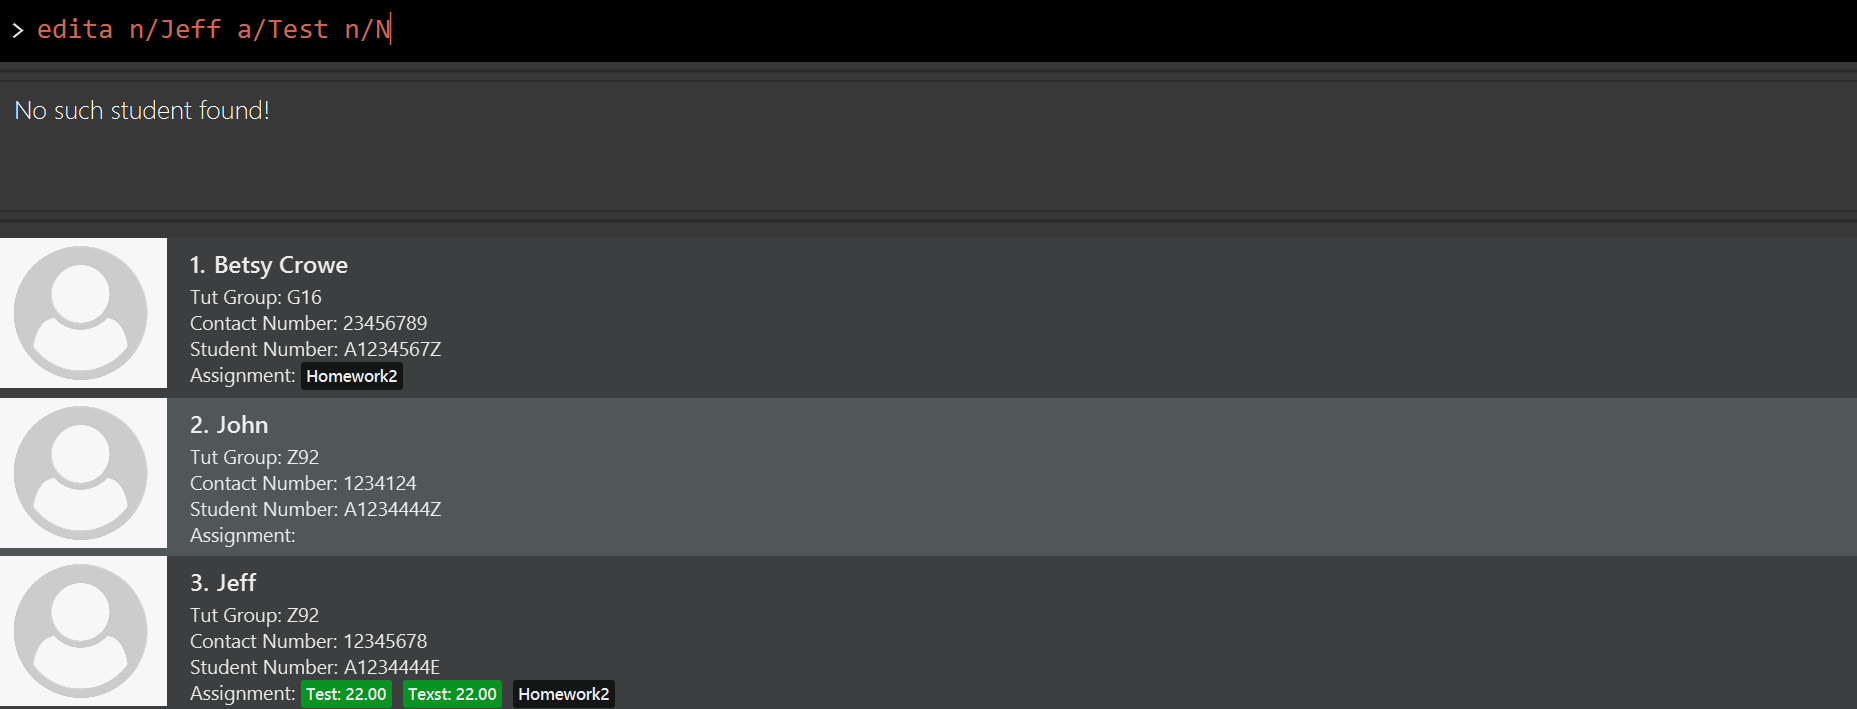 > edita n/Jeff a/Test n/N
No such student found!
1. Betsy Crowe
Tut Group: G16
Contact Number: 23456789
Student Number: A1234567Z
Assignment: Homework2
2. John
Tut Group: Z92
Contact Number: 1234124
Student Number: A1234444Z
Assignment:
3. Jeff
Tut Group: Z92
Contact Number: 12345678
Student Number: A1234444E
Assignment: Test: 22.00 Texst: 22.00 Homework2